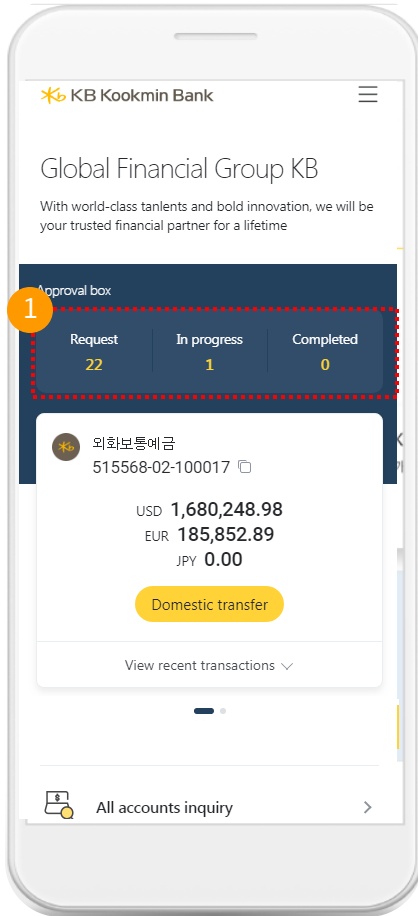 KB Kookmin Bank
Global Financial Group KB
With world-class tanlents and bold innovation, we will be
your trusted financial partner for a lifetime
Approval box
1
Request
In progress
Completed
22
1
0
외화보통예금
515568-02-100017
USD 1,680,248.98
EUR 185,852.89
JPY 0.00
Domestic transfer
View recent transactions
All accounts inquiry